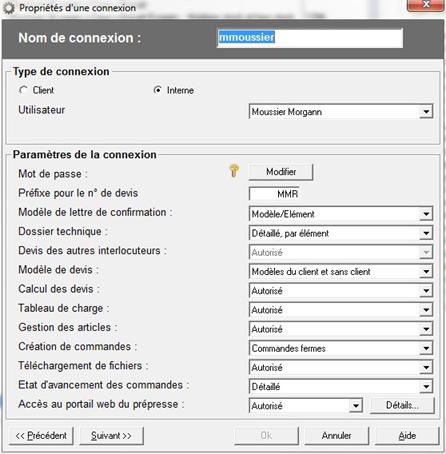 Propriétés d'une connexion
Nom de connexion : mmoussier
Type de connexion
Client Interne
Utilisateur Moussier Morgann
Paramètres de la connexion
Mot de passe : Modifier
Préfixe pour le n° de devis MMR
Modèle de lettre de confirmation : Modèle/Elément
Dossier technique : Détaillé, par élément
Devis des autres interlocuteurs : Autorisé
Modèle de devis : Modèles du client et sans client
Calcul des devis : Autorisé
Tableau de charge : Autorisé
Gestion des articles : Autorisé
Création de commandes : Commandes fermes
Téléchargement de fichiers : Autorisé
Etat d'avancement des commandes : Détaillé
Accès au portail web du prépresse : Autorisé Détails...
<< Précédent Suivant >> Ok Annuler Aide